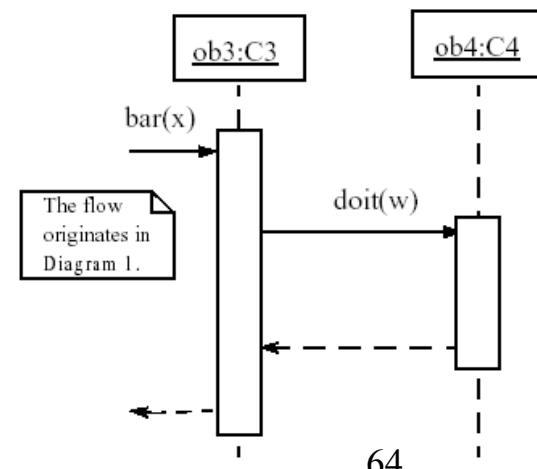 ob3:C3
ob4:C4
bar(x)
doit(w)
The flow
originates in
Diagram 1.
64